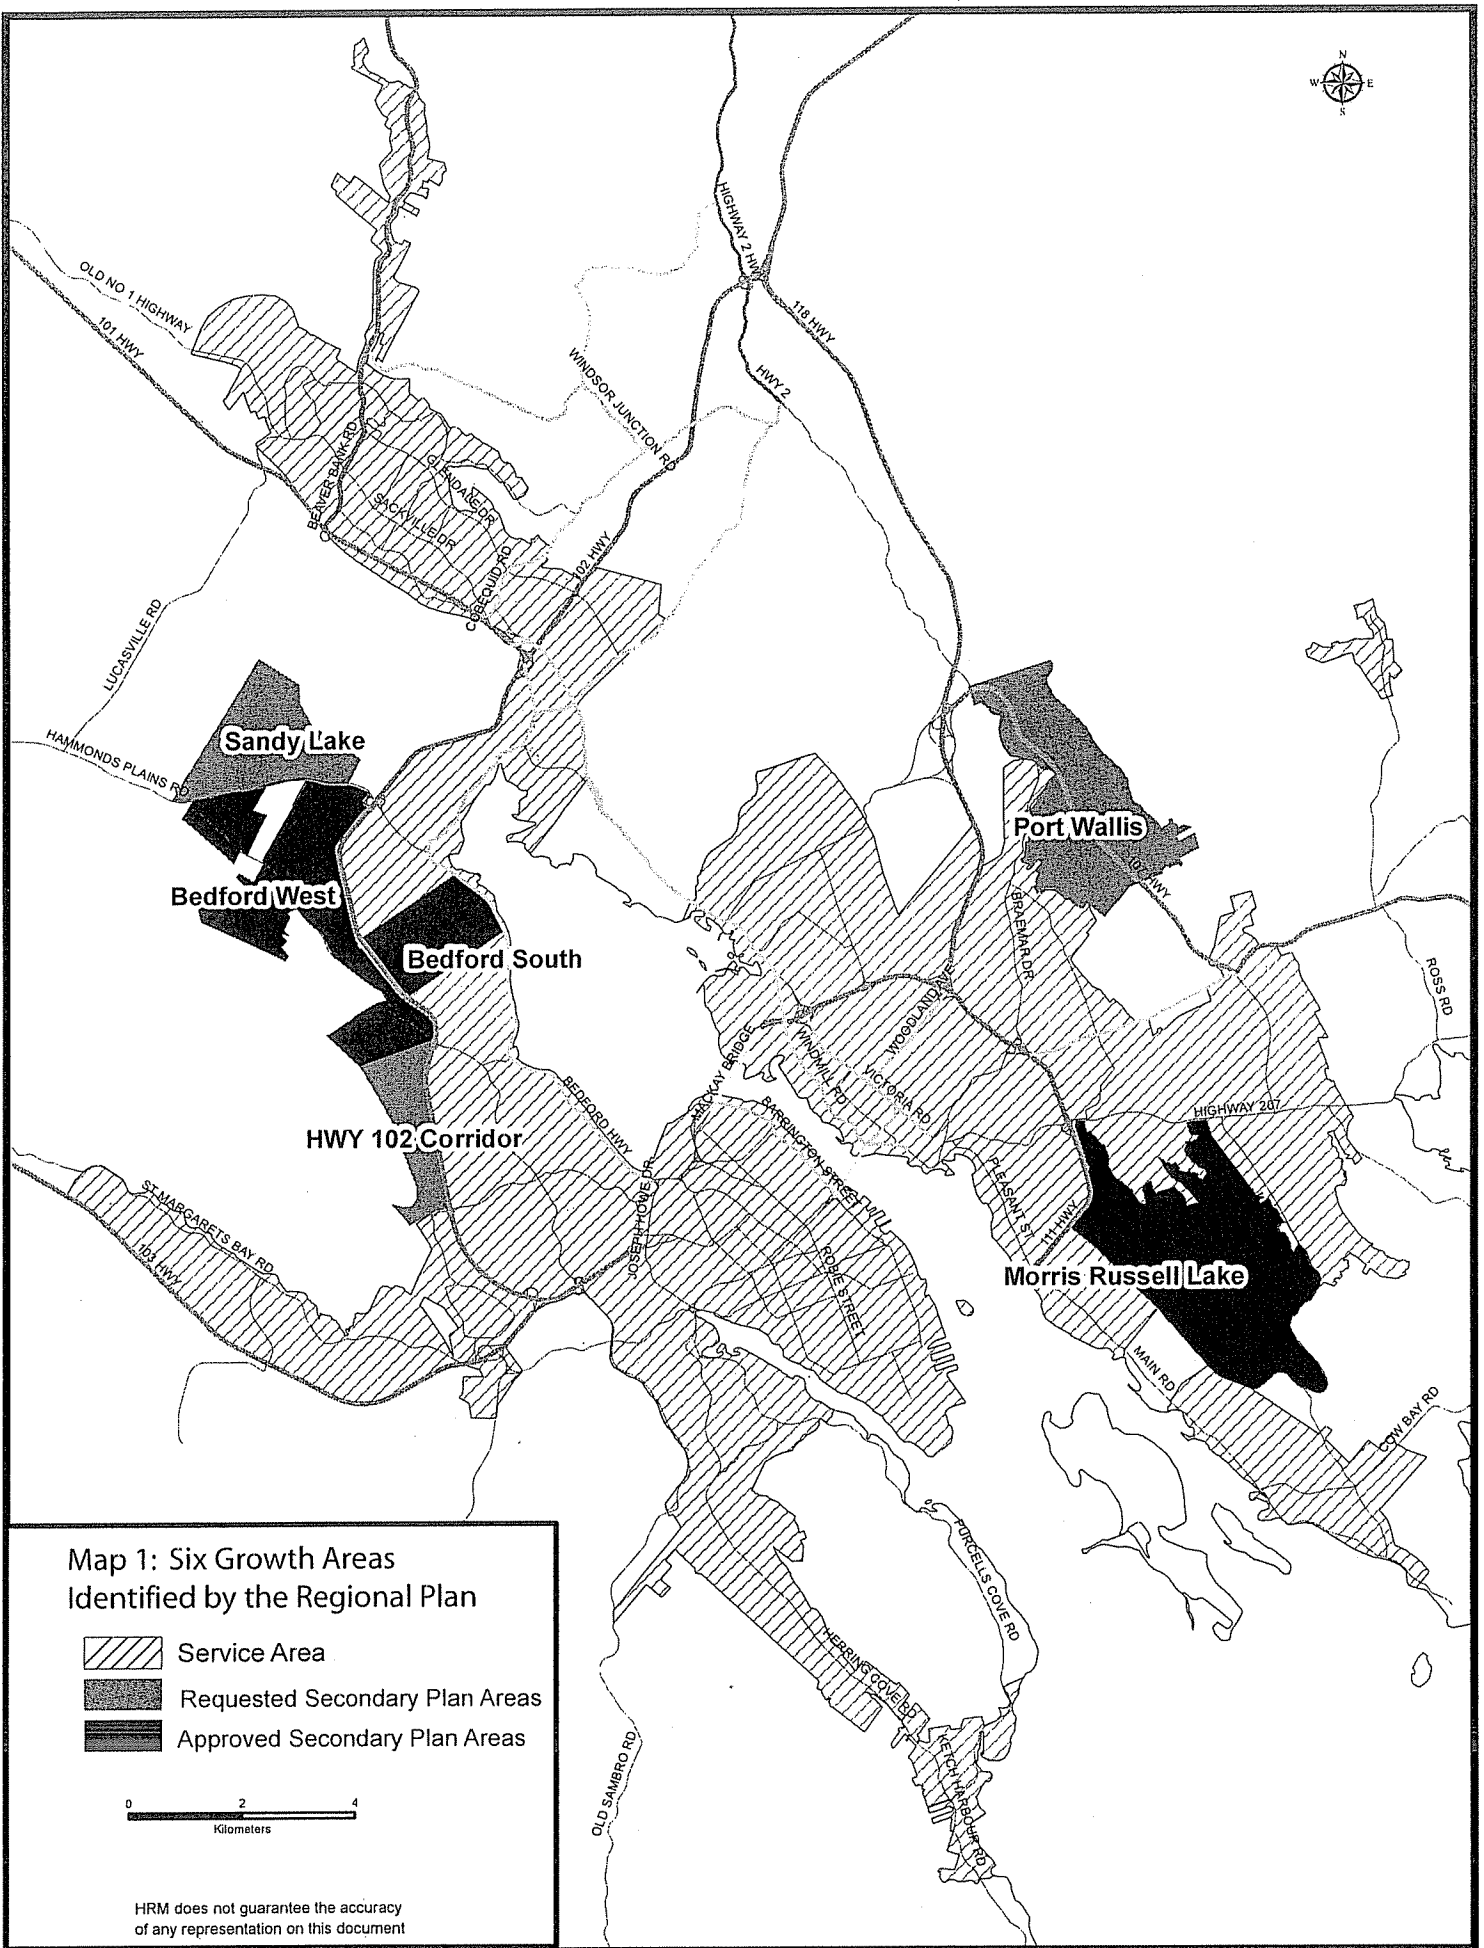 N
W E
S
HIGHWAY 2 HWY
OLD NO 1 HIGHWAY
101 HWY
118 HWY
WINDSOR JUNCTION RD
HWY 2
BEAVER BANK RD
GLENDALE DR
SACKVILLE DR
COBEQUID RD
102 HWY
LUCASVILLE RD
HAMMONDS PLAINS RD
Sandy Lake
Port Wallis
107 HWY
Bedford West
Bedford South
BRAEMAR DR
ROSS RD
WOODLAND AVE
MACKAY BRIDGE
WINDMILL RD
VICTORIA RD
BEDFORD HWY
BARRINGTON STREET
HIGHWAY 207
HWY 102 Corridor
JOSEPH HOWE DR
PLEASANT ST
111 HWY
ST MARGARETS BAY RD
103 HWY
ROBIE STREET
Morris Russell Lake
MAIN RD
COW BAY RD
PURCELLS COVE RD
HERRING COVE RD
KETCH HARBOUR RD
OLD SAMBRO RD
Map 1: Six Growth Areas
Identified by the Regional Plan
Service Area
Requested Secondary Plan Areas
Approved Secondary Plan Areas
0 2 4
Kilometers
HRM does not guarantee the accuracy
of any representation on this document